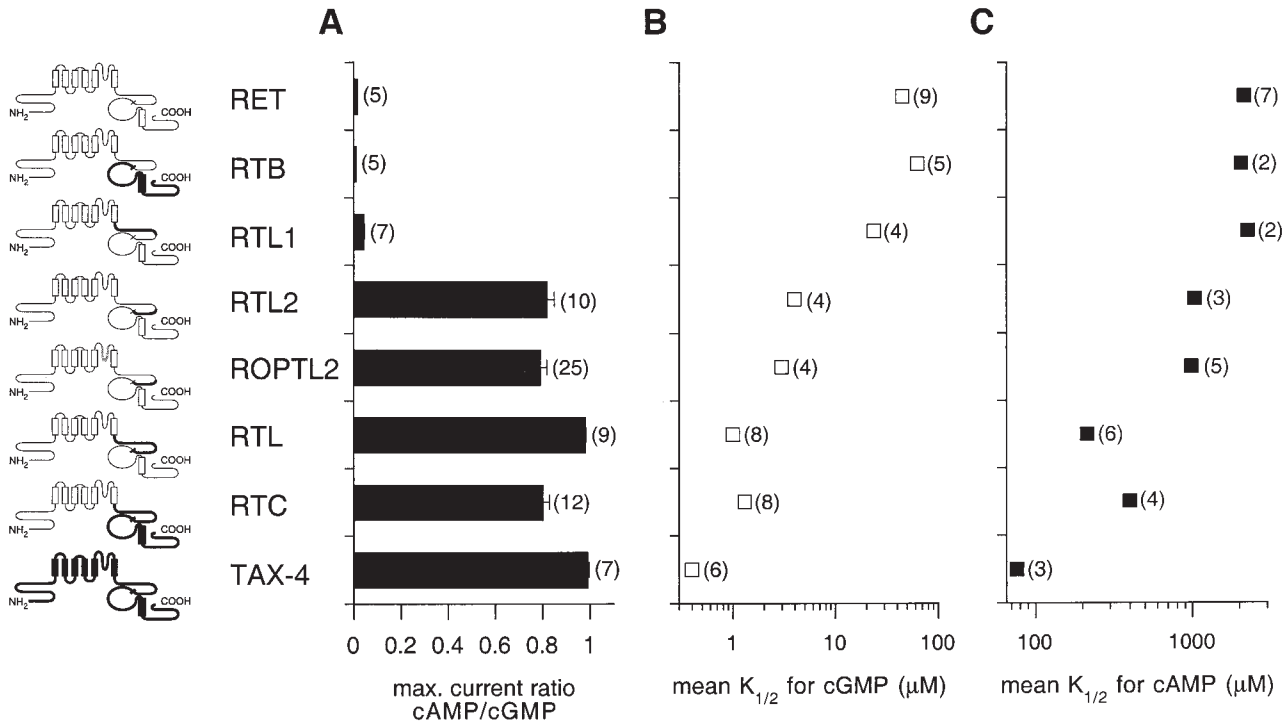 A B C
NH2 COOH RET (5) (9) (7)
NH2 COOH RTB (5) (5) (2)
NH2 COOH RTL1 (7) (4) (2)
NH2 COOH RTL2 (10) (4) (3)
NH2 COOH ROPTL2 (25) (4) (5)
NH2 COOH RTL (9) (8) (6)
NH2 COOH RTC (12) (8) (4)
NH2 COOH TAX-4 (7) (6) (3)
0 0.2 0.4 0.6 0.8 1 1 10 100 100 1000
max. current ratio
cAMP/cGMP
mean K1/2 for cGMP (μM)
mean K1/2 for cAMP (μM)